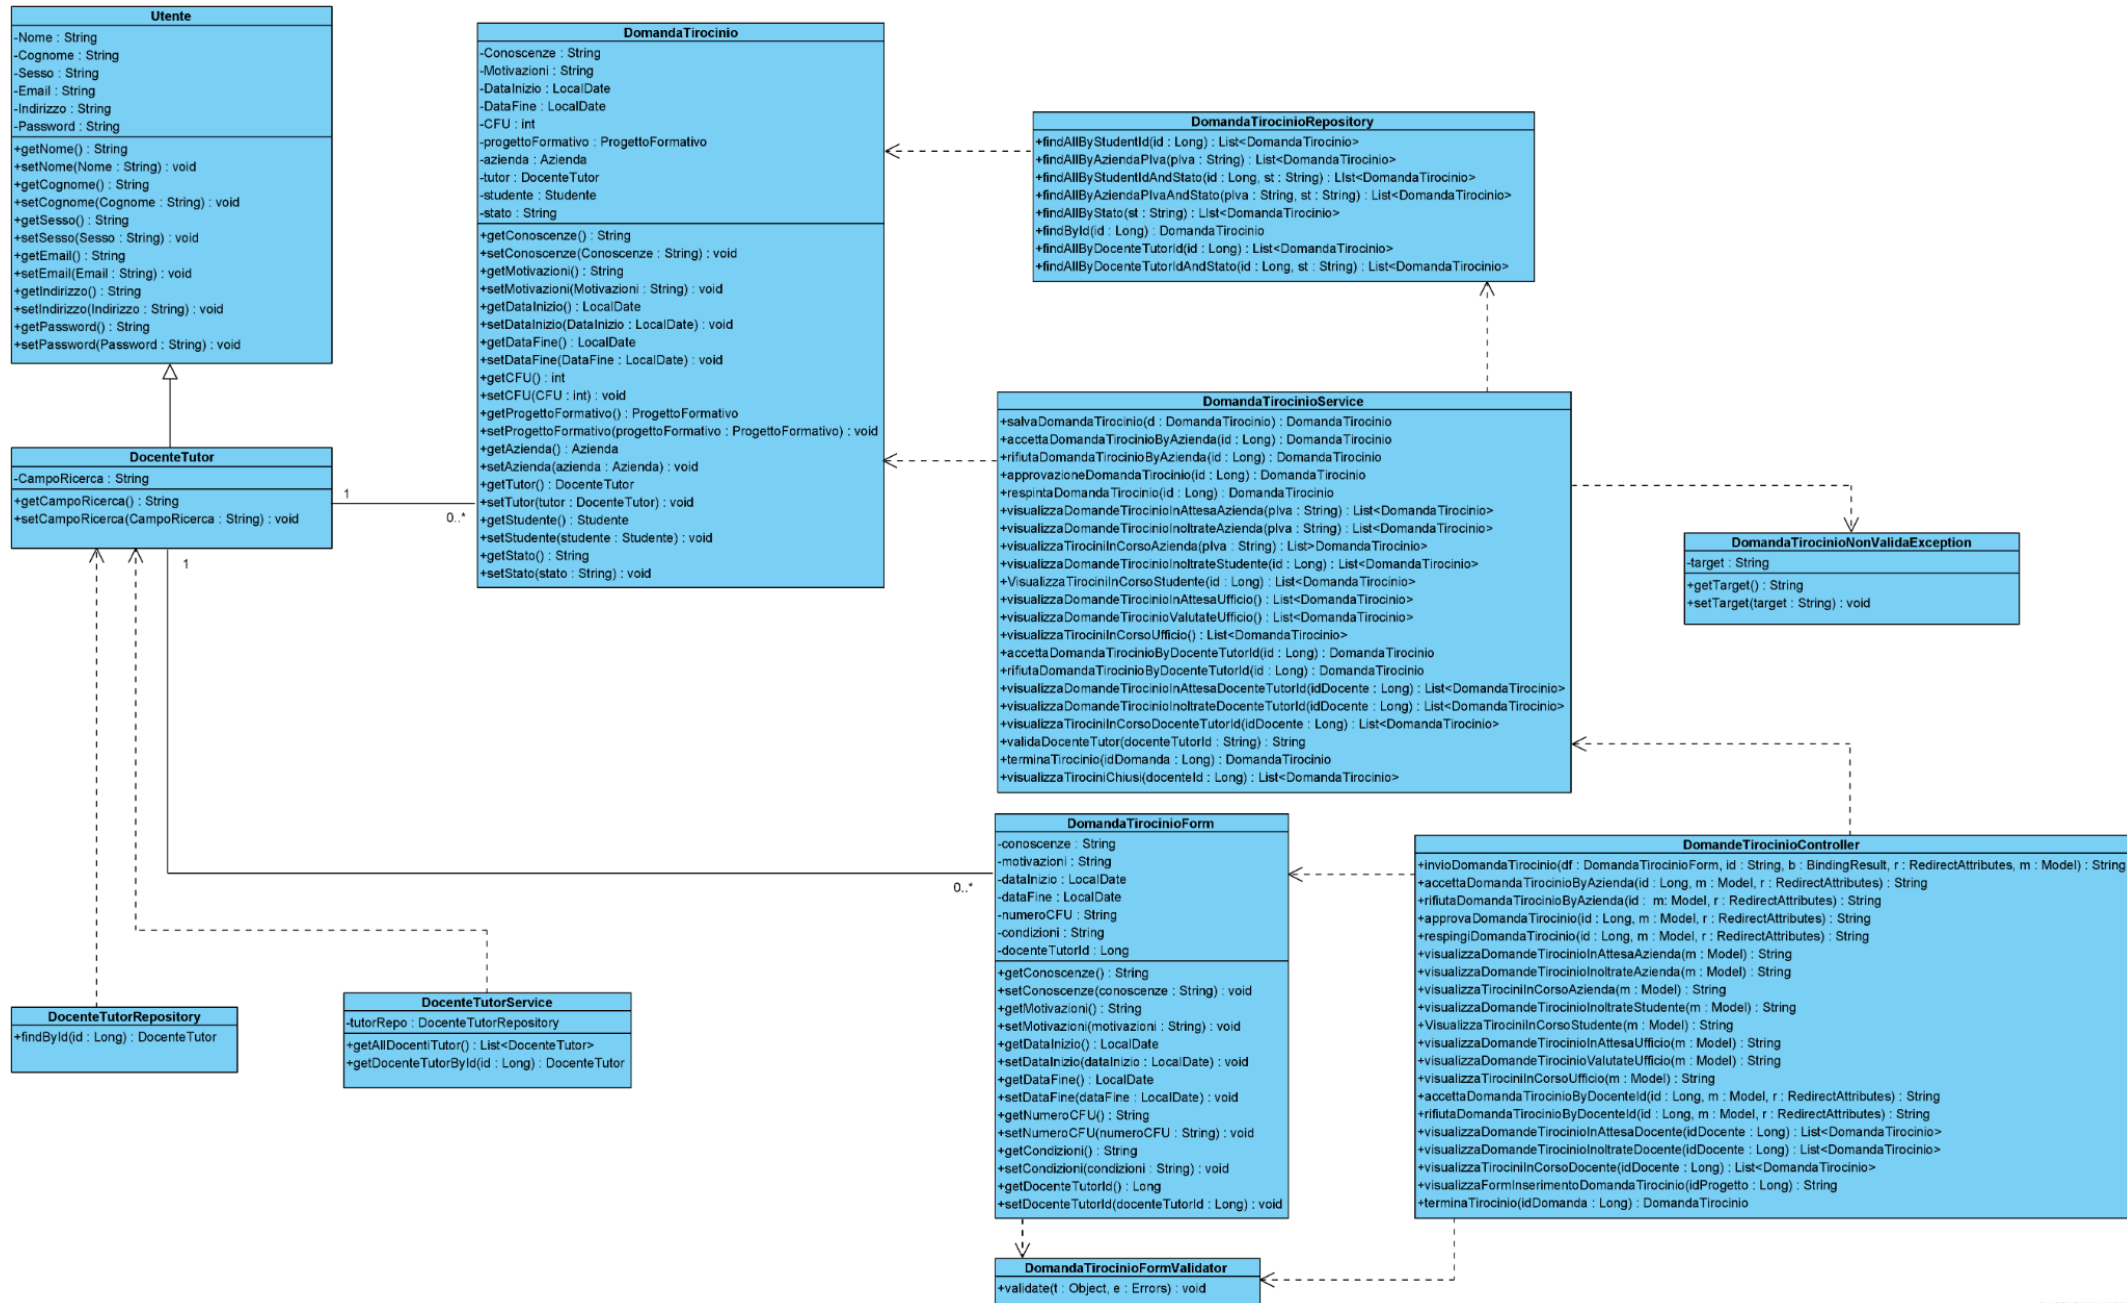 Utente
-Nome : String
-Cognome : String
-Sesso : String
-Email : String
-Indirizzo : String
-Password : String
+getNome() : String
+setNome(Nome : String) : void
+getCognome() : String
+setCognome(Cognome : String) : void
+getSesso() : String
+setSesso(Sesso : String) : void
+getEmail() : String
+setEmail(Email : String) : void
+getIndirizzo() : String
+setIndirizzo(Indirizzo : String) : void
+getPassword() : String
+setPassword(Password : String) : void
DocenteTutor
-CampoRicerca : String
+getCampoRicerca() : String
+setCampoRicerca(CampoRicerca : String) : void
1
0..*
1
0..*
DomandaTirocinio
-Conoscenze : String
-Motivazioni : String
-DataInizio : LocalDate
-DataFine : LocalDate
-CFU : int
-progettoFormativo : ProgettoFormativo
-azienda : Azienda
-tutor : DocenteTutor
-studente : Studente
-stato : String
+getConoscenze() : String
+setConoscenze(Conoscenze : String) : void
+getMotivazioni() : String
+setMotivazioni(Motivazioni : String) : void
+getDataInizio() : LocalDate
+setDataInizio(DataInizio : LocalDate) : void
+getDataFine() : LocalDate
+setDataFine(DataFine : LocalDate) : void
+getCFU() : int
+setCFU(CFU : int) : void
+getProgettoFormativo() : ProgettoFormativo
+setProgettoFormativo(progettoFormativo : ProgettoFormativo) : void
+getAzienda() : Azienda
+setAzienda(azienda : Azienda) : void
+getTutor() : DocenteTutor
+setTutor(tutor : DocenteTutor) : void
+getStudente() : Studente
+setStudente(studente : Studente) : void
+getStato() : String
+setStato(stato : String) : void
DomandaTirocinioRepository
+findAllByStudentId(id : Long) : List<DomandaTirocinio>
+findAllByAziendaPIva(pIva : String) : List<DomandaTirocinio>
+findAllByStudentIdAndStato(id : Long, st : String) : LIst<DomandaTirocinio>
+findAllByAziendaPIvaAndStato(pIva : String, st : String) : List<DomandaTirocinio>
+findAllByStato(st : String) : LIst<DomandaTirocinio>
+findById(id : Long) : DomandaTirocinio
+findAllByDocenteTutorId(id : Long) : List<DomandaTirocinio>
+findAllByDocenteTutorIdAndStato(id : Long, st : String) : List<DomandaTirocinio>
DomandaTirocinioService
+salvaDomandaTirocinio(d : DomandaTirocinio) : DomandaTirocinio
+accettaDomandaTirocinioByAzienda(id : Long) : DomandaTirocinio
+rifiutaDomandaTirocinioByAzienda(id : Long) : DomandaTirocinio
+approvazioneDomandaTirocinio(id : Long) : DomandaTirocinio
+respintaDomandaTirocinio(id : Long) : DomandaTirocinio
+visualizzaDomandeTirocinioInAttesaAzienda(pIva : String) : List<DomandaTirocinio>
+visualizzaDomandeTirocinioInoltrateAzienda(pIva : String) : List<DomandaTirocinio>
+visualizzaTirociniInCorsoAzienda(pIva : String) : List>DomandaTirocinio>
+visualizzaDomandeTirocinioInoltrateStudente(id : Long) : List<DomandaTirocinio>
+VisualizzaTirociniInCorsoStudente(id : Long) : List<DomandaTirocinio>
+visualizzaDomandeTirocinioInAttesaUfficio() : List<DomandaTirocinio>
+visualizzaDomandeTirocinioValutateUfficio() : List<DomandaTirocinio>
+visualizzaTirociniInCorsoUfficio() : List<DomandaTirocinio>
+accettaDomandaTirocinioByDocenteTutorId(id : Long) : DomandaTirocinio
+rifiutaDomandaTirocinioByDocenteTutorId(id : Long) : DomandaTirocinio
+visualizzaDomandeTirocinioInAttesaDocenteTutorId(idDocente : Long) : List<DomandaTirocinio>
+visualizzaDomandeTirocinioInoltrateDocenteTutorId(idDocente : Long) : List<DomandaTirocinio>
+visualizzaTirociniInCorsoDocenteTutorId(idDocente : Long) : List<DomandaTirocinio>
+validaDocenteTutor(docenteTutorId : String) : String
+terminaTirocinio(idDomanda : Long) : DomandaTirocinio
+visualizzaTirociniChiusi(docenteId : Long) : List<DomandaTirocinio>
DomandaTirocinioNonValidaException
-target : String
+getTarget() : String
+setTarget(target : String) : void
DomandaTirocinioForm
-conoscenze : String
-motivazioni : String
-dataInizio : LocalDate
-dataFine : LocalDate
-numeroCFU : String
-condizioni : String
-docenteTutorId : Long
+getConoscenze() : String
+setConoscenze(conoscenze : String) : void
+getMotivazioni() : String
+setMotivazioni(motivazioni : String) : void
+getDataInizio() : LocalDate
+setDataInizio(dataInizio : LocalDate) : void
+getDataFine() : LocalDate
+setDataFine(dataFine : LocalDate) : void
+getNumeroCFU() : String
+setNumeroCFU(numeroCFU : String) : void
+getCondizioni() : String
+setCondizioni(condizioni : String) : void
+getDocenteTutorId() : Long
+setDocenteTutorId(docenteTutorId : Long) : void
DomandeTirocinioController
+invioDomandaTirocinio(df : DomandaTirocinioForm, id : String, b : BindingResult, r : RedirectAttributes, m : Model) : String
+accettaDomandaTirocinioByAzienda(id : Long, m : Model, r : RedirectAttributes) : String
+rifiutaDomandaTirocinioByAzienda(id :  m: Model, r : RedirectAttributes) : String
+approvaDomandaTirocinio(id : Long, m : Model, r : RedirectAttributes) : String
+respingiDomandaTirocinio(id : Long, m : Model, r : RedirectAttributes) : String
+visualizzaDomandeTirocinioInAttesaAzienda(m : Model) : String
+visualizzaDomandeTirocinioInoltrateAzienda(m : Model) : String
+visualizzaTirociniInCorsoAzienda(m : Model) : String
+visualizzaDomandeTirocinioInoltrateStudente(m : Model) : String
+VisualizzaTirociniInCorsoStudente(m : Model) : String
+visualizzaDomandeTirocinioInAttesaUfficio(m : Model) : String
+visualizzaDomandeTirocinioValutateUfficio(m : Model) : String
+visualizzaTirociniInCorsoUfficio(m : Model) : String
+accettaDomandaTirocinioByDocenteId(id : Long, m : Model, r : RedirectAttributes) : String
+rifiutaDomandaTirocinioByDocenteId(id : Long, m : Model, r : RedirectAttributes) : String
+visualizzaDomandeTirocinioInAttesaDocente(idDocente : Long) : List<DomandaTirocinio>
+visualizzaDomandeTirocinioInoltrateDocente(idDocente : Long) : List<DomandaTirocinio>
+visualizzaTirociniInCorsoDocente(idDocente : Long) : List<DomandaTirocinio>
+visualizzaFormInserimentoDomandaTirocinio(idProgetto : Long) : String
+terminaTirocinio(idDomanda : Long) : DomandaTirocinio
DocenteTutorRepository
+findById(id : Long) : DocenteTutor
DocenteTutorService
-tutorRepo : DocenteTutorRepository
+getAllDocentiTutor() : List<DocenteTutor>
+getDocenteTutorById(id : Long) : DocenteTutor
DomandaTirocinioFormValidator
+validate(t : Object, e : Errors) : void